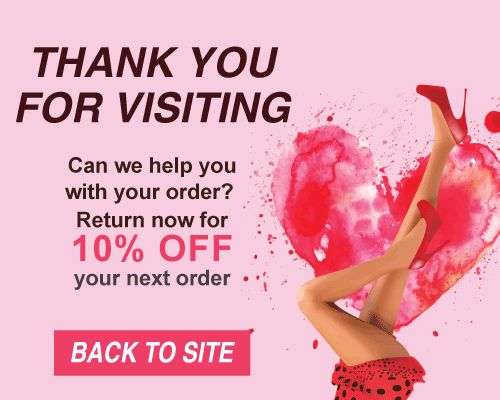 THANK YOU
FOR VISITING
Can we help you
with your order?
Return now for
10% OFF
your next order
BACK TO SITE